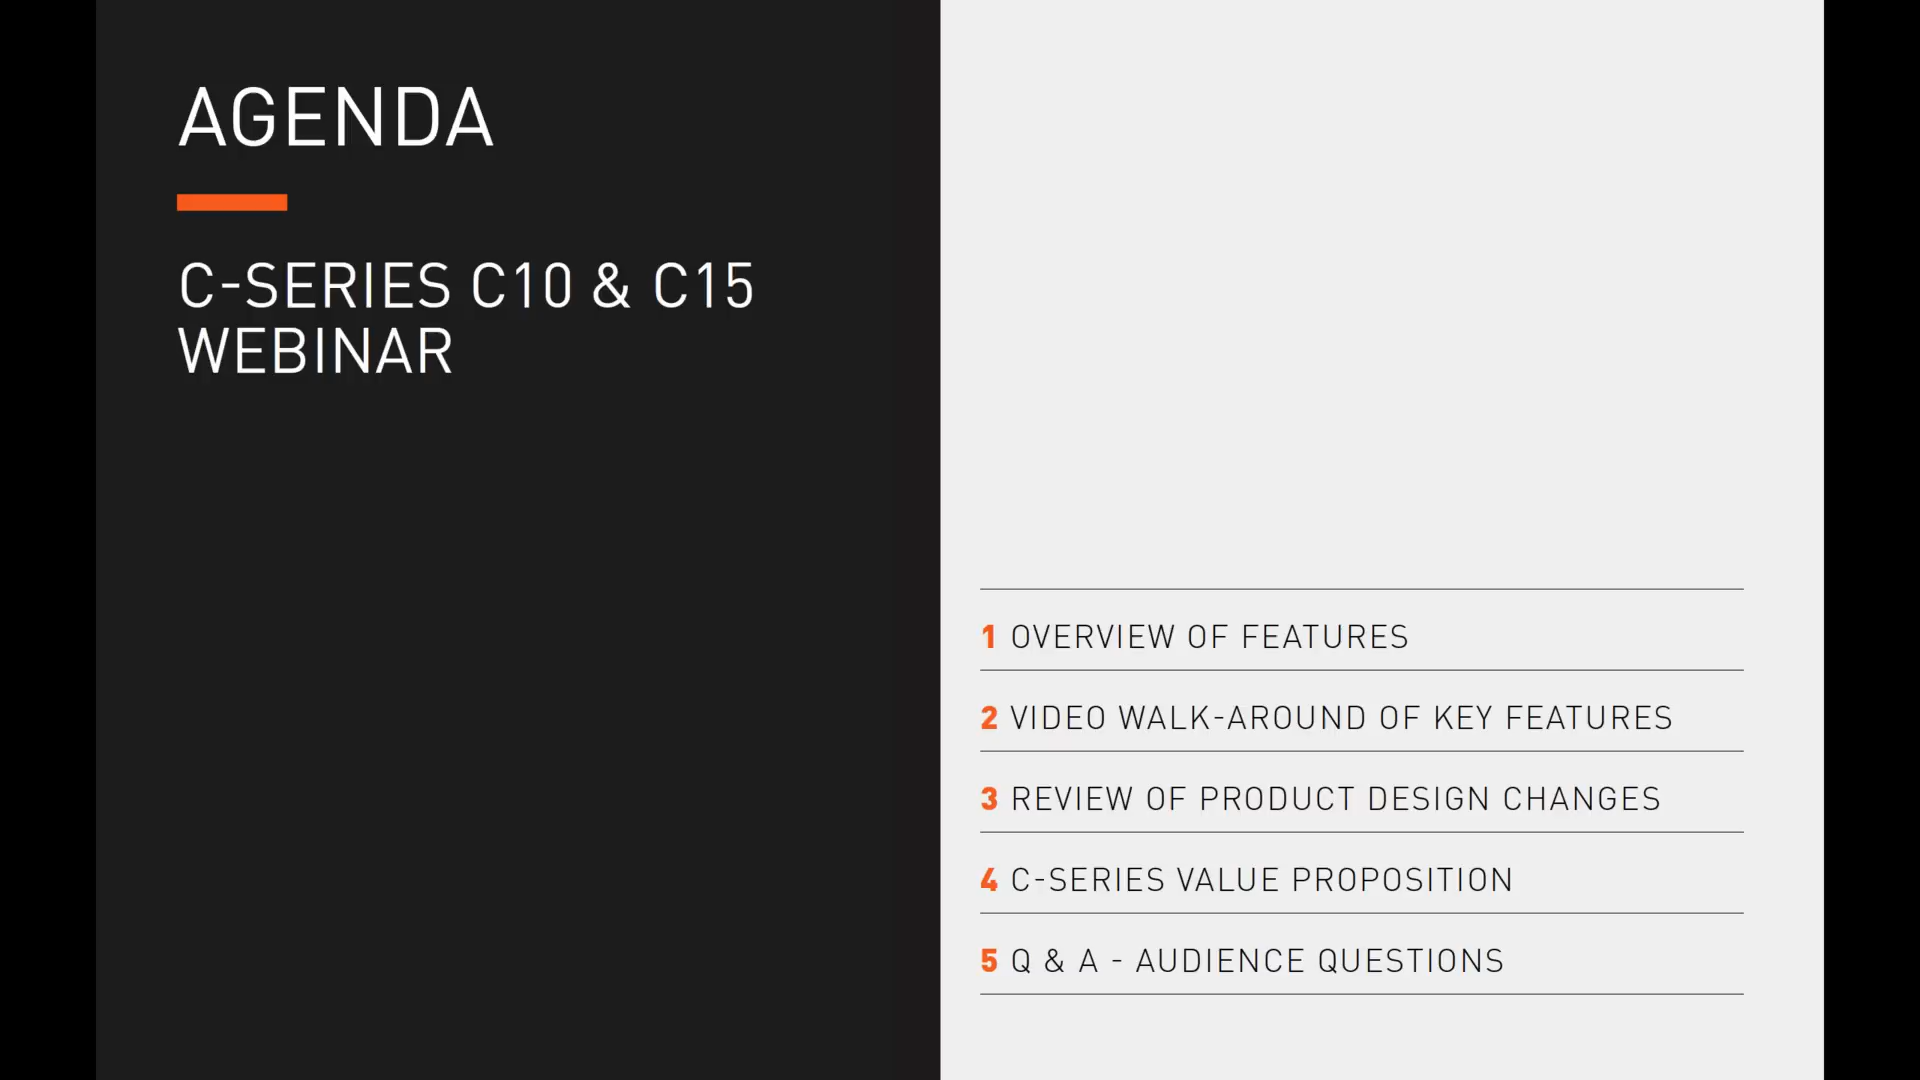 AGENDA
C-SERIES C10 & C15
WEBINAR
1 OVERVIEW OF FEATURES
2 VIDEO WALK-AROUND OF KEY FEATURES
3 REVIEW OF PRODUCT DESIGN CHANGES
4 C-SERIES VALUE PROPOSITION
5 Q & A - AUDIENCE QUESTIONS